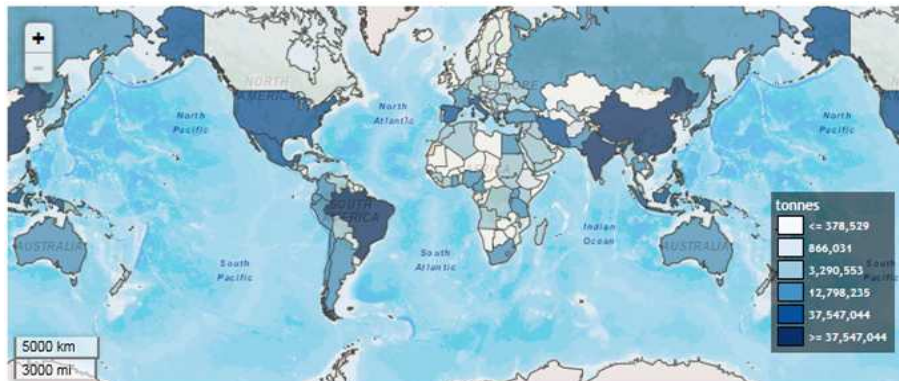 +
−
NORTH
AMERICA
North
Pacific
North
Atlantic
SOUTH
AMERICA
AUSTRALIA
South
Pacific
South
Atlantic
Indian
Ocean
AUSTRALIA
North
Pacific
South
Pacific
tonnes
<= 378,529
866,031
3,290,553
12,798,235
37,547,044
>= 37,547,044
5000 km
3000 mi